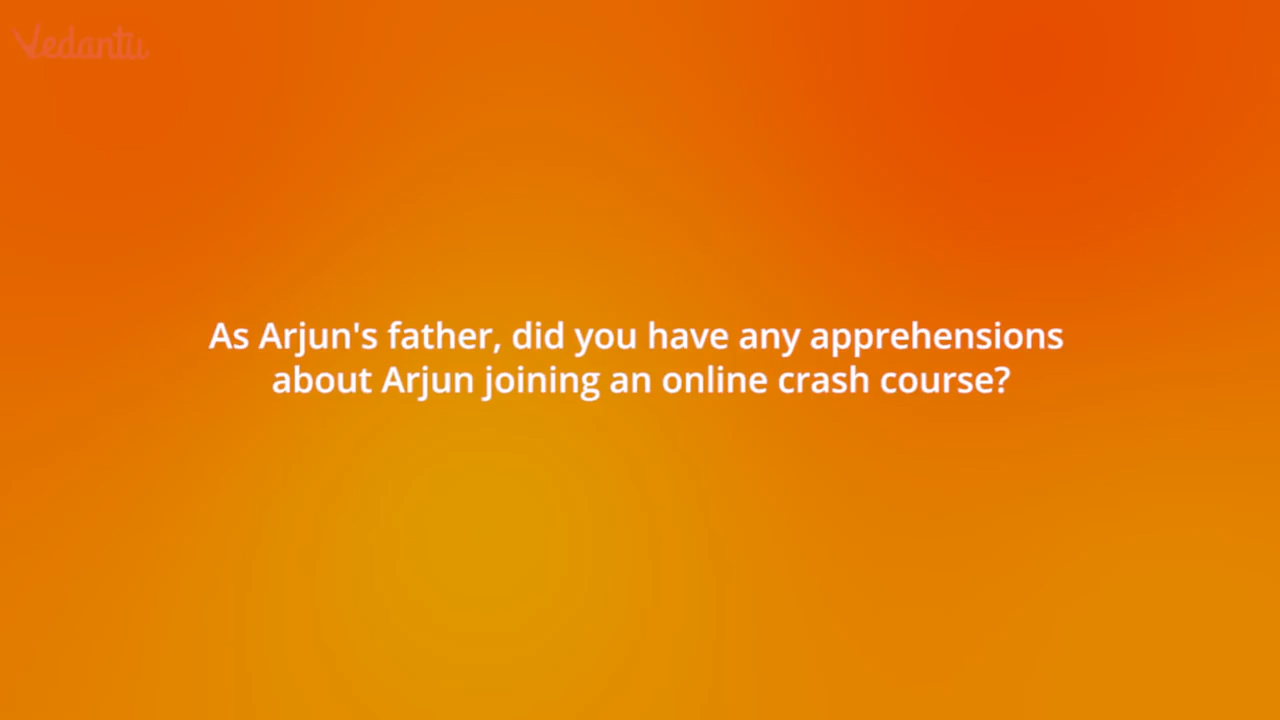 Vedantu
As Arjun's father, did you have any apprehensions
about Arjun joining an online crash course?